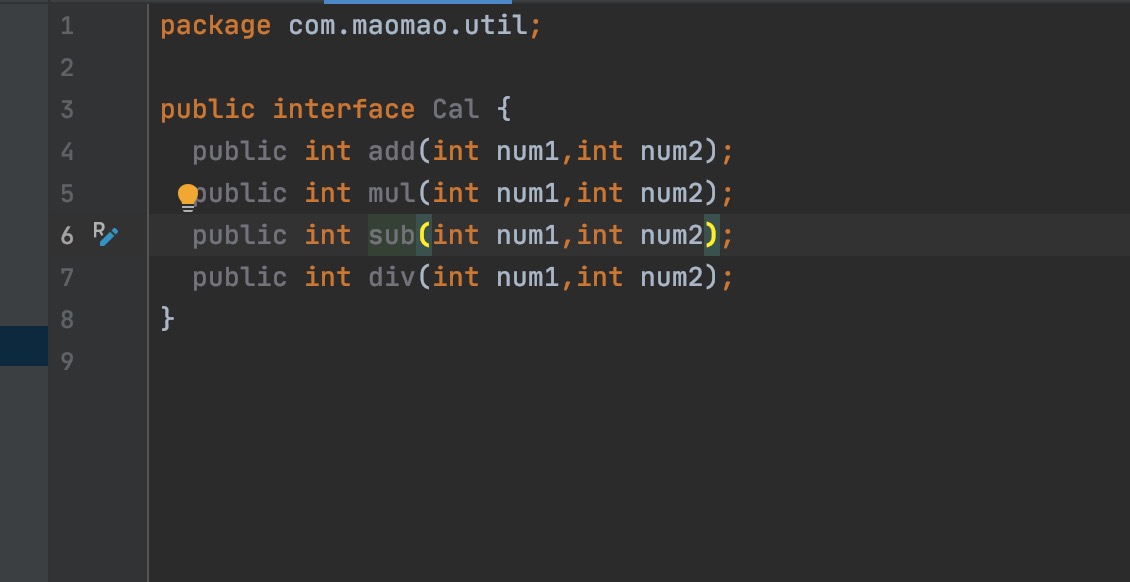 1 package com.maomao.util;
2
3 public interface Cal {
4 public int add(int num1,int num2);
5 public int mul(int num1,int num2);
6 R public int sub(int num1,int num2);
7 public int div(int num1,int num2);
8 }
9